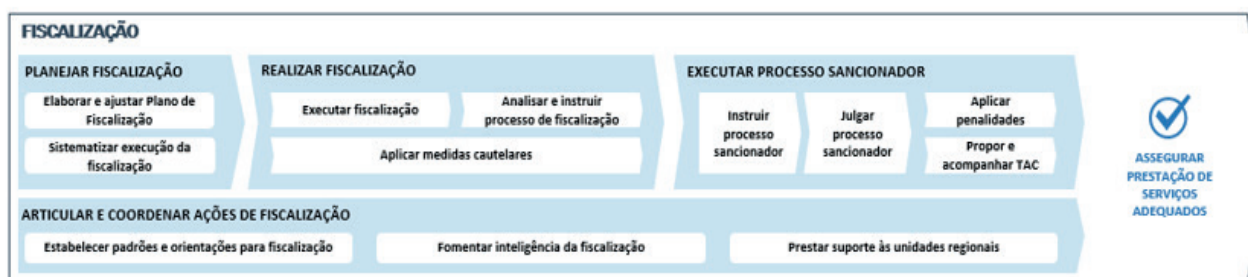 FISCALIZAÇÃO
PLANEJAR FISCALIZAÇÃO
Elaborar e ajustar Plano de
Fiscalização
Sistematizar execução da
fiscalização
REALIZAR FISCALIZAÇÃO
Executar fiscalização
Analisar e instruir
processo de fiscalização
Aplicar medidas cautelares
EXECUTAR PROCESSO SANCIONADOR
Instruir
processo
sancionador
Julgar
processo
sancionador
Aplicar
penalidades
Propor e
acompanhar TAC
ASSEGURAR
PRESTAÇÃO DE
SERVIÇOS
ADEQUADOS
ARTICULAR E COORDENAR AÇÕES DE FISCALIZAÇÃO
Estabelecer padrões e orientações para fiscalização
Fomentar inteligência da fiscalização
Prestar suporte às unidades regionais